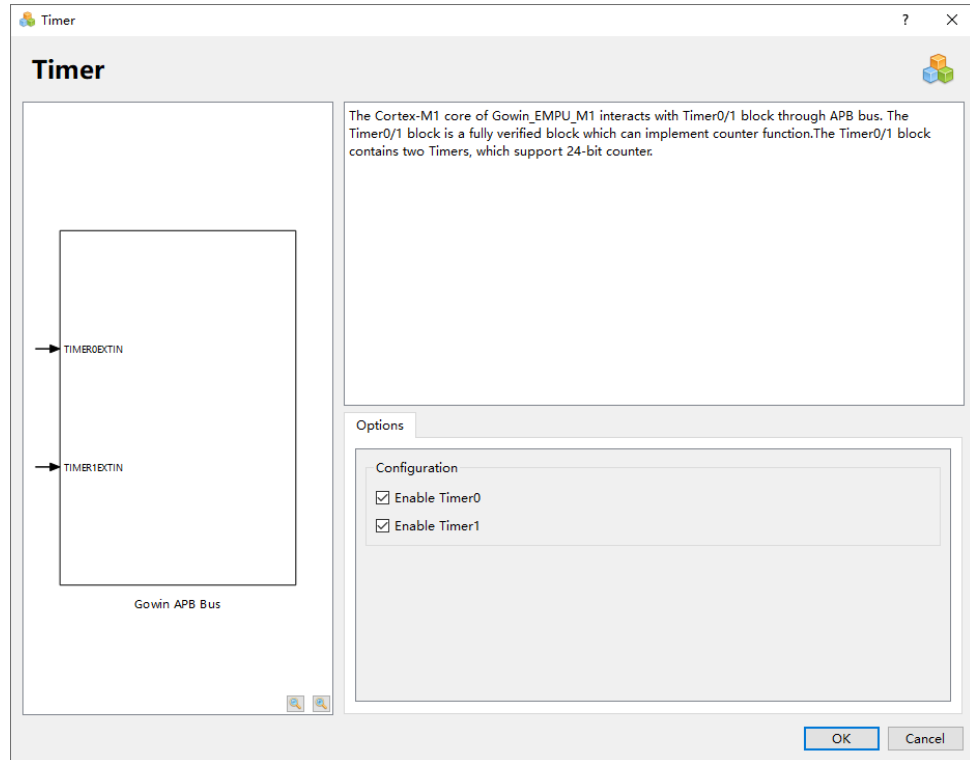 Timer
Timer
The Cortex-M1 core of Gowin_EMPU_M1 interacts with Timer0/1 block through APB bus. The
Timer0/1 block is a fully verified block which can implement counter function.The Timer0/1 block
contains two Timers, which support 24-bit counter.
TIMER0EXTIN
TIMER1EXTIN
Gowin APB Bus
Options
Configuration
Enable Timer0
Enable Timer1
OK
Cancel